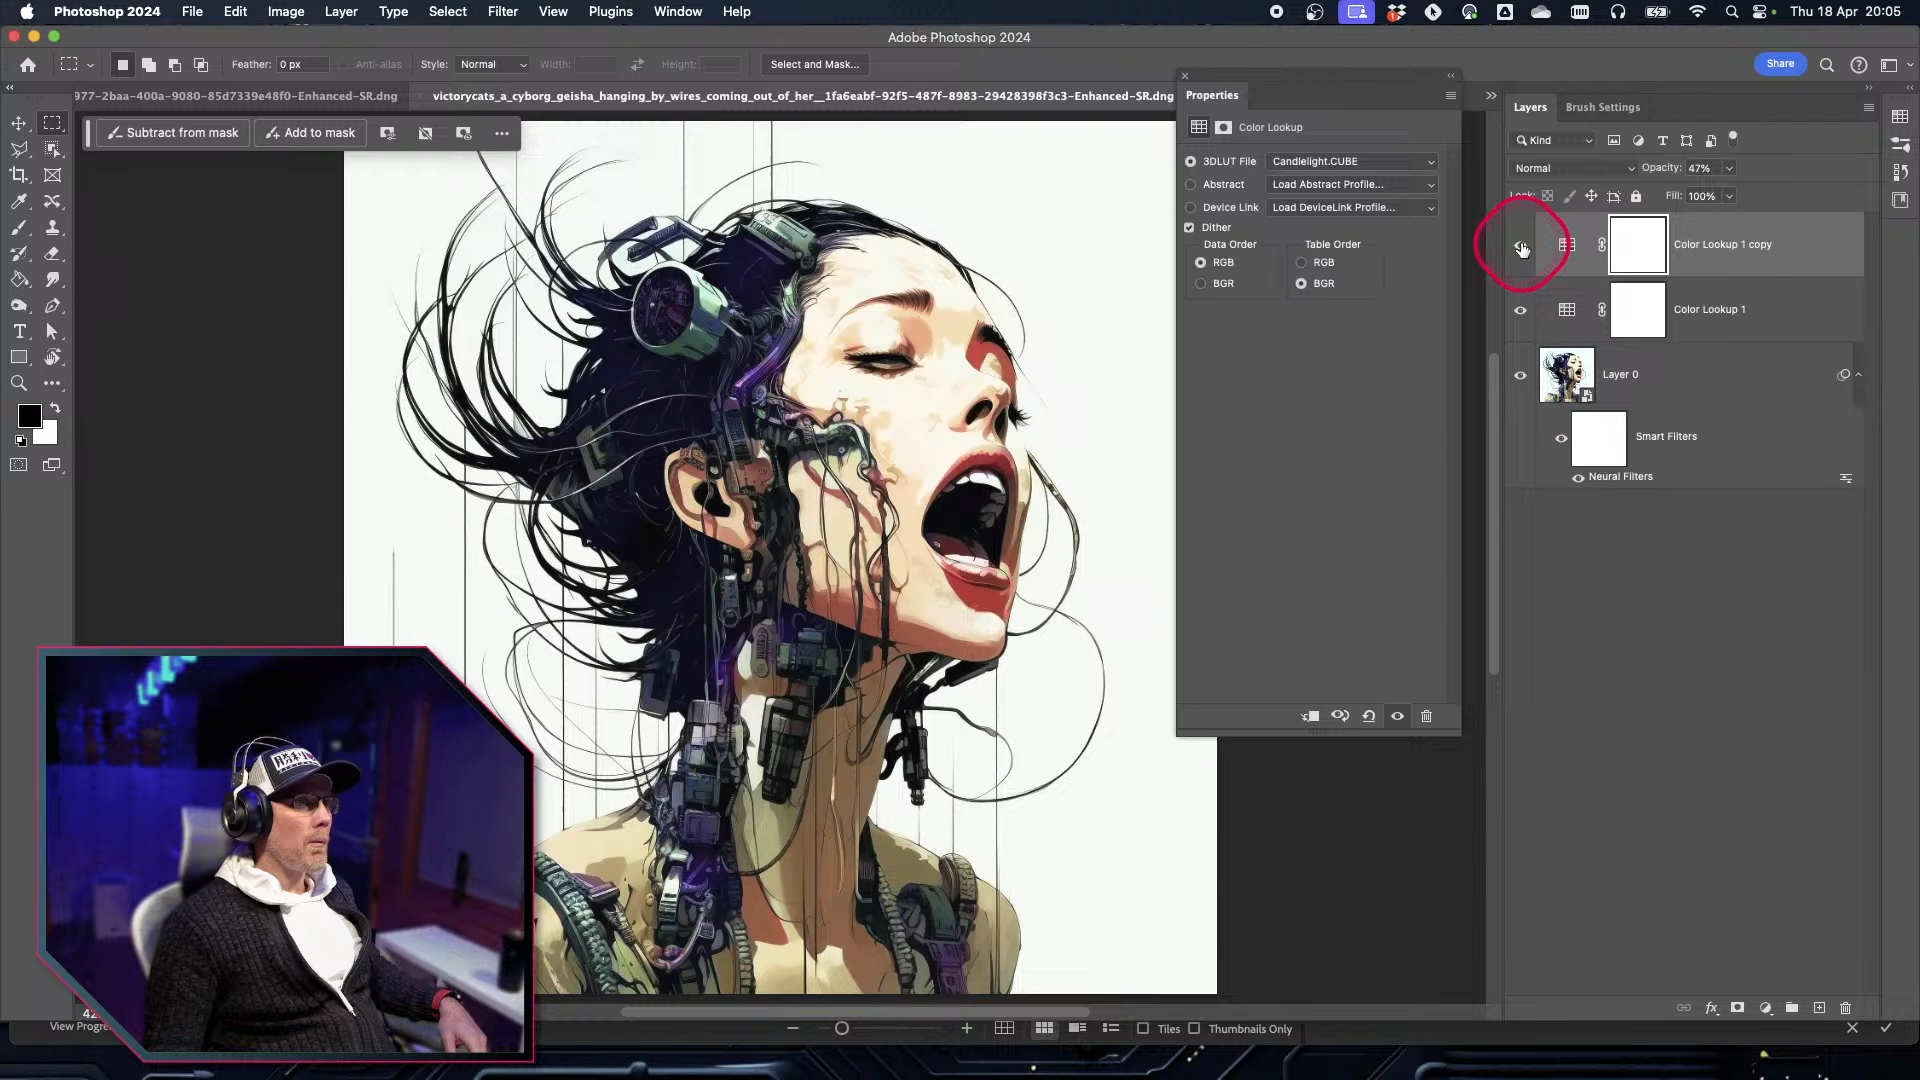 Photoshop 2024 File Edit Image Layer Type Select Filter View Plugins Window Help Thu 18 Apr 20:05
Adobe Photoshop 2024
Feather: 0 px Anti-alias Style: Normal Width: Height: Select and Mask... Share
977-2baa-400a-9080-85d7339e48f0-Enhanced-SR.dng victorycats_a_cyborg_geisha_hanging_by_wires_coming_out_of_her__1fa6eabf-92f5-487f-8983-29428398f3c3-Enhanced-SR.dng
Subtract from mask Add to mask
Properties
Color Lookup
3DLUT File Candlelight.CUBE
Abstract Load Abstract Profile...
Device Link Load DeviceLink Profile...
Dither
Data Order Table Order
RGB RGB
BGR BGR
Layers Brush Settings
Kind
Normal Opacity: 47%
Lock: Fill: 100%
Color Lookup 1 copy
Color Lookup 1
Layer 0
Smart Filters
Neural Filters
42
View Progre
Tiles Thumbnails Only